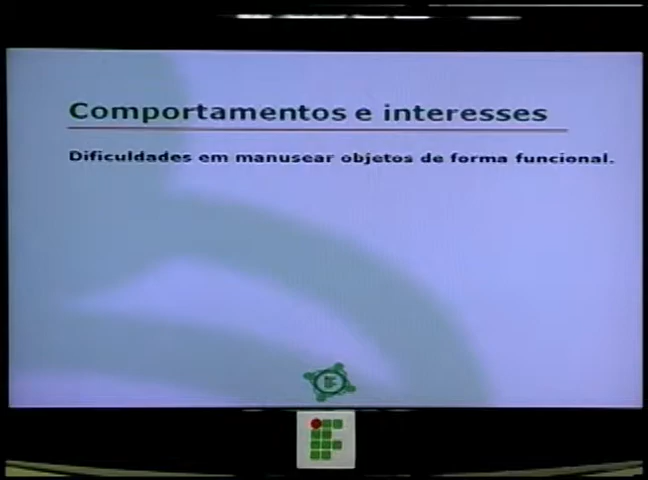 Comportamentos e interesses
Dificuldades em manusear objetos de forma funcional.